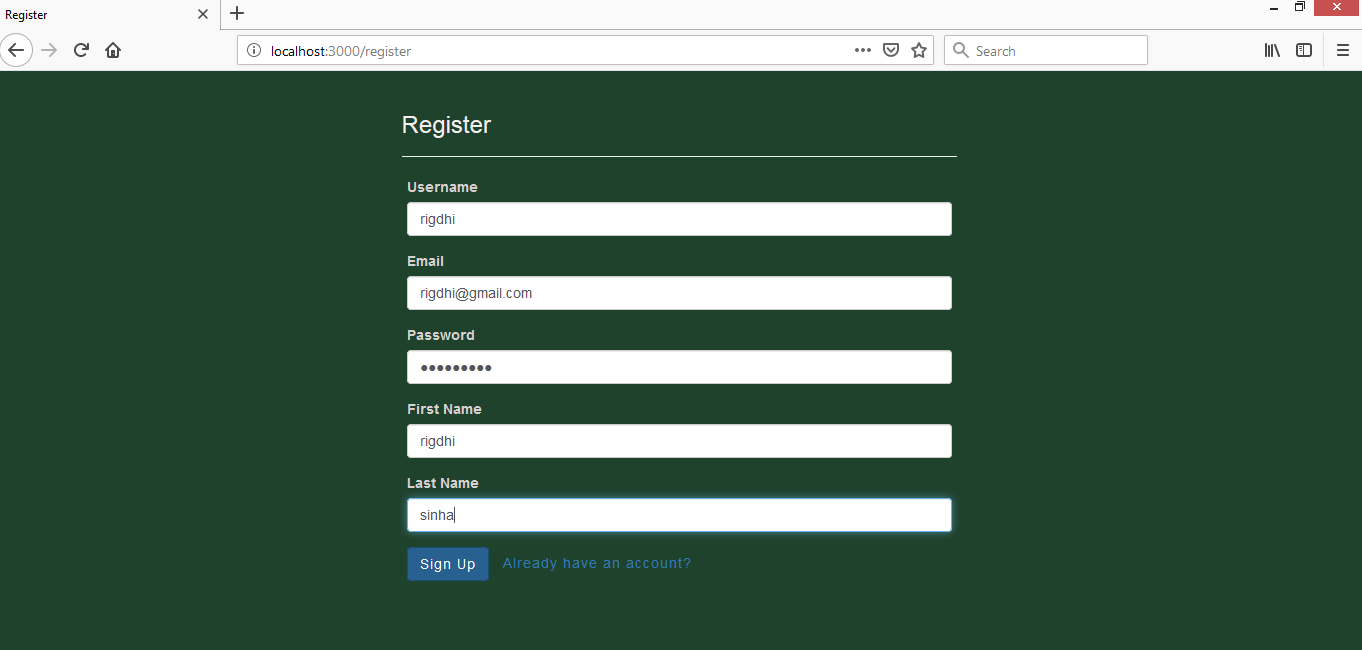 Register
localhost:3000/register
Search
Register
Username
rigdhi
Email
rigdhi@gmail.com
Password
●●●●●●●●●
First Name
rigdhi
Last Name
sinha
Sign Up Already have an account?